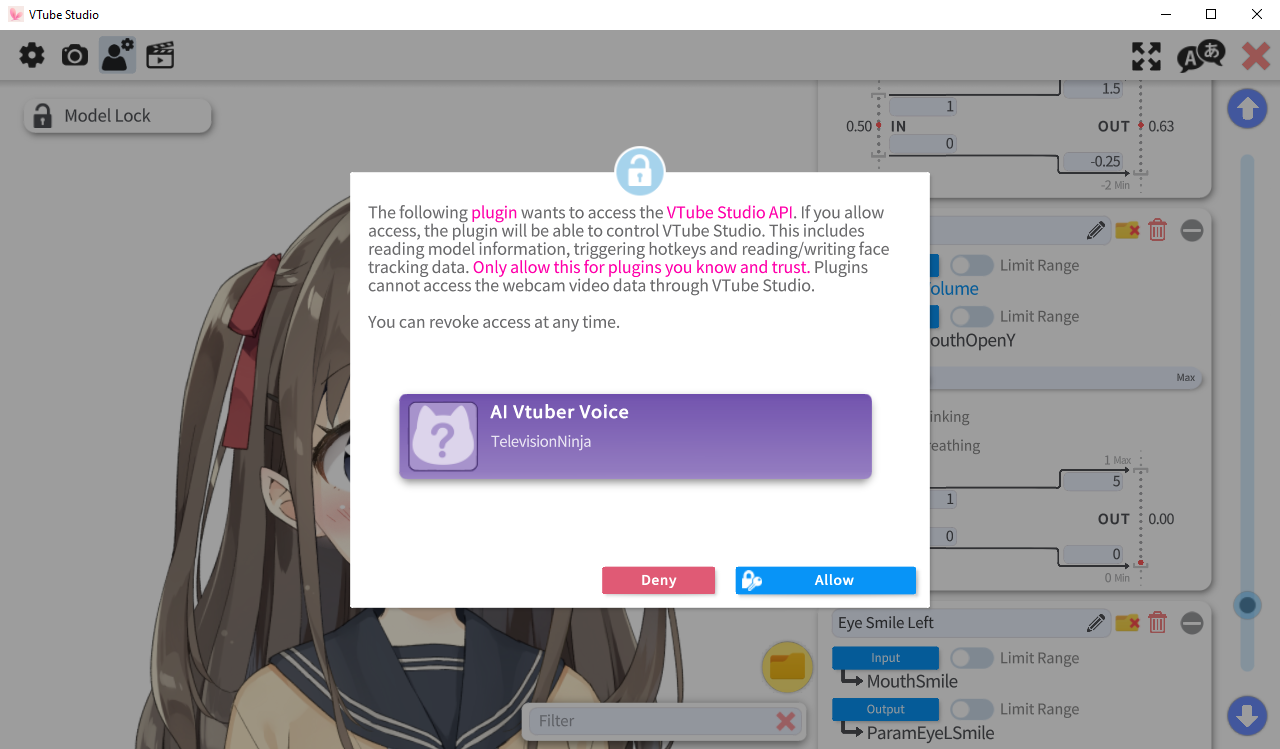 VTube Studio
A あ
Model Lock
1.5
1
0.50 IN OUT 0.63
0
-0.25
-2 Min
The following plugin wants to access the VTube Studio API. If you allow
access, the plugin will be able to control VTube Studio. This includes
reading model information, triggering hotkeys and reading/writing face
tracking data. Only allow this for plugins you know and trust. Plugins
cannot access the webcam video data through VTube Studio.
You can revoke access at any time.
AI Vtuber Voice
TelevisionNinja
?
Deny
Allow
Limit Range
olume
Limit Range
outhOpenY
Max
inking
eathing
1 Max
5
1
OUT 0.00
0
0
0 Min
Eye Smile Left
Input Limit Range
MouthSmile
Output Limit Range
ParamEyeLSmile
Filter